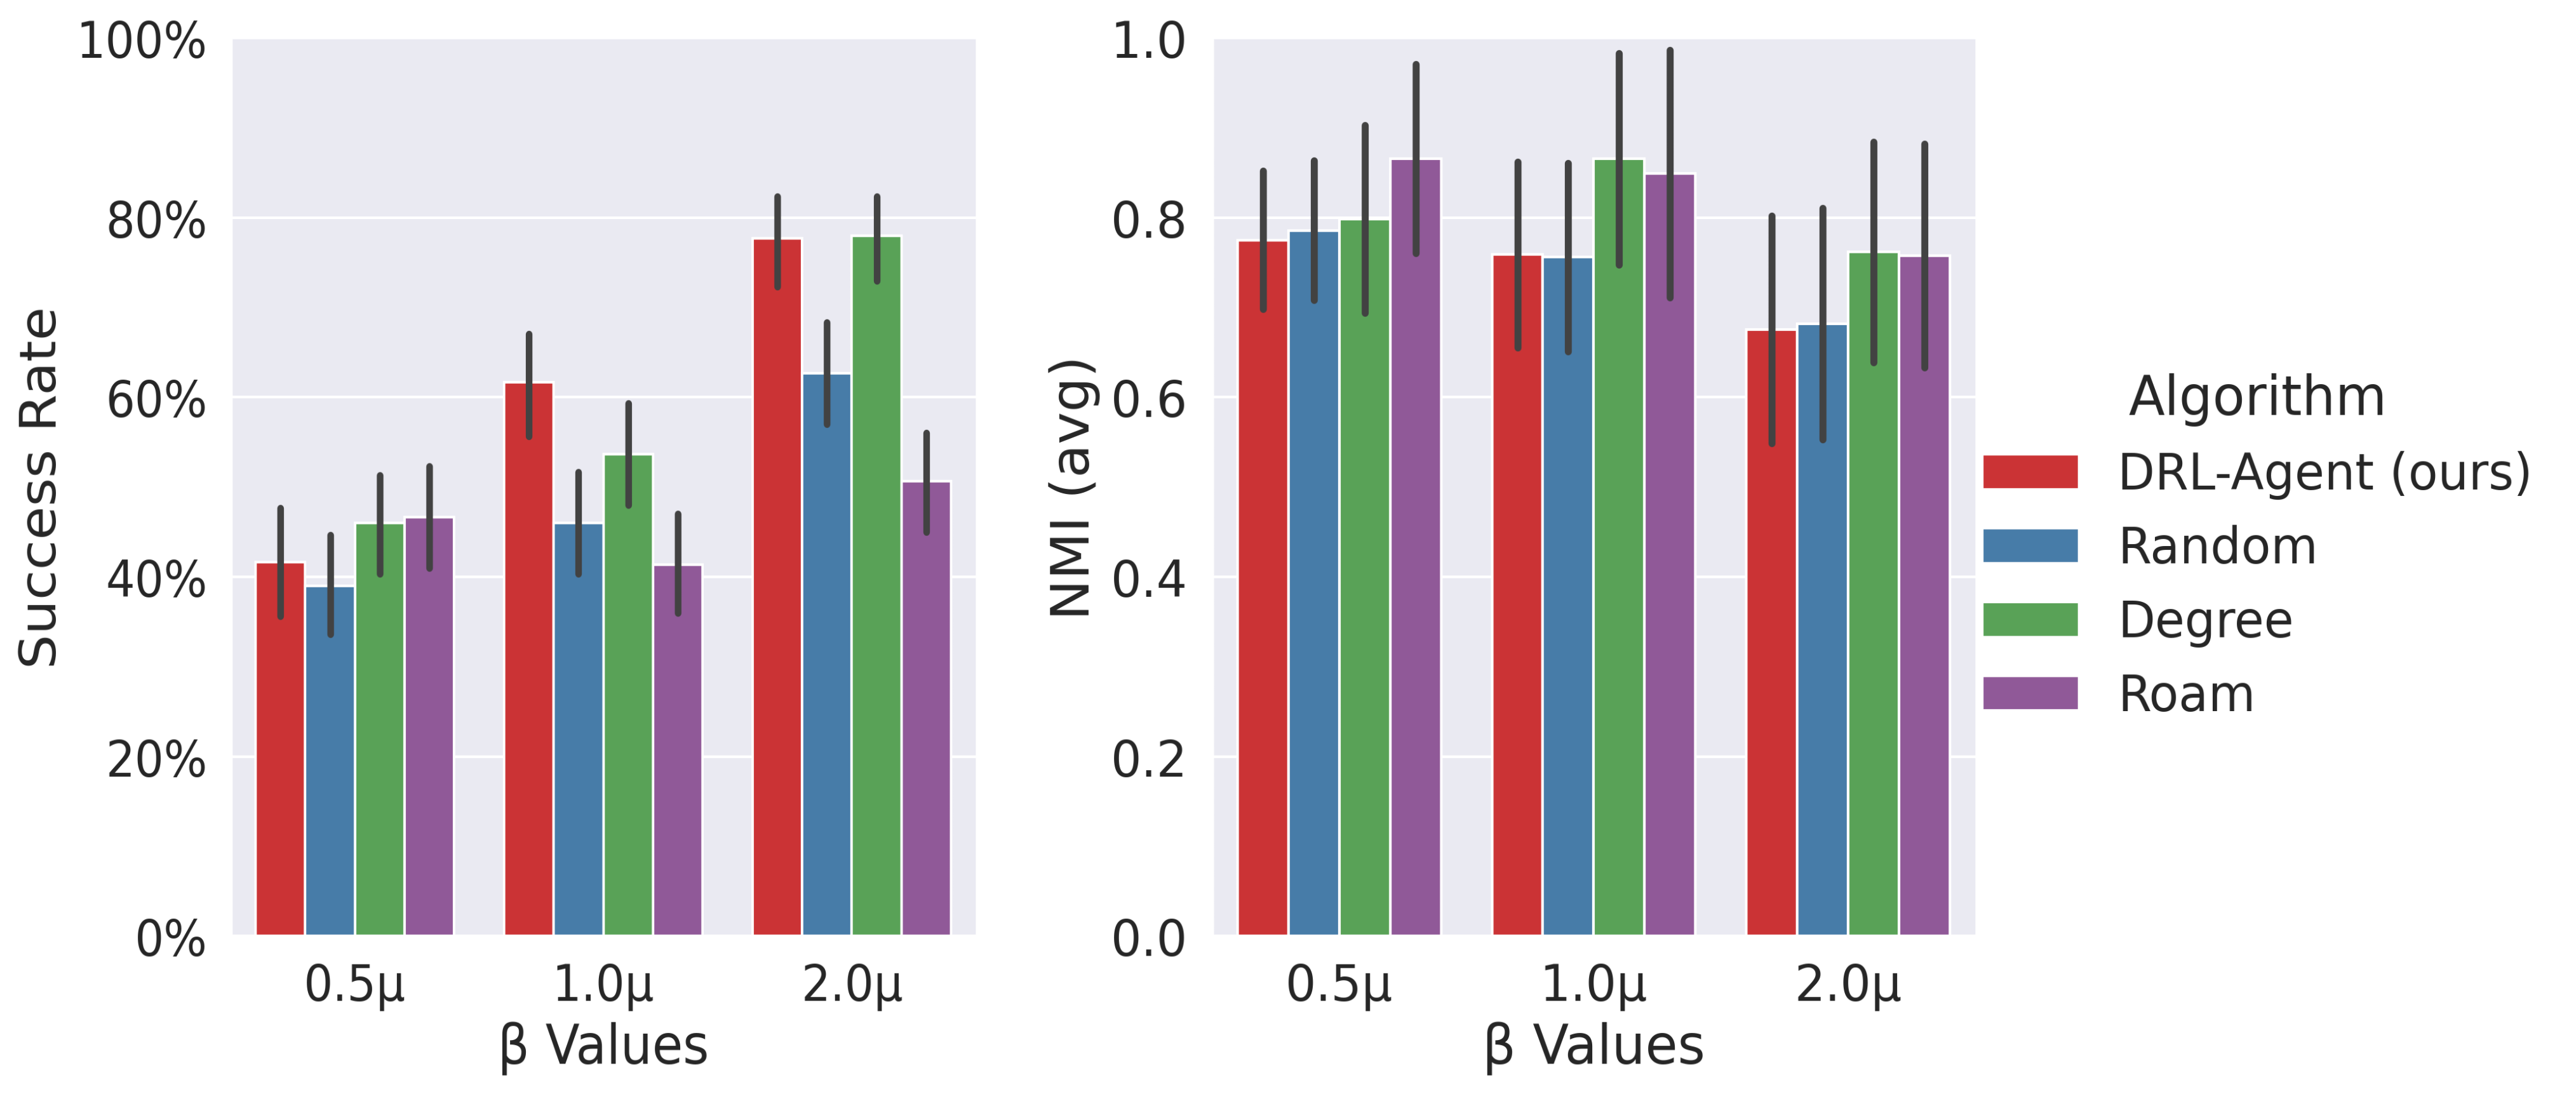 100%
80%
60%
40%
20%
0%
Success Rate
0.5µ 1.0µ 2.0µ
β Values
1.0
0.8
0.6
0.4
0.2
0.0
NMI (avg)
0.5µ 1.0µ 2.0µ
β Values
Algorithm
DRL-Agent (ours)
Random
Degree
Roam